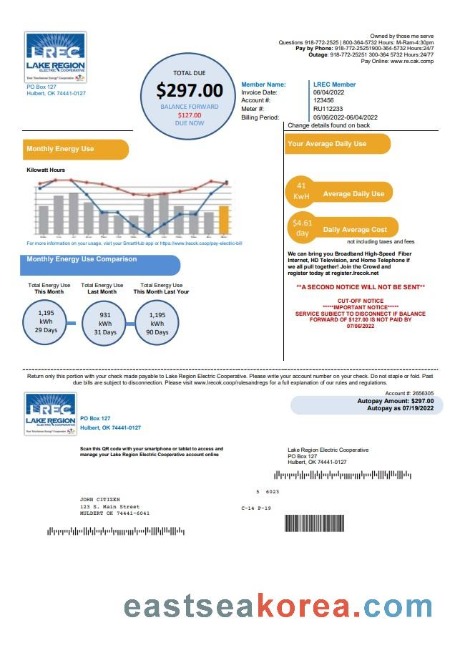 Owned by those me serve
LREC
LAKE REGION
ELECTRIC COOPERATIVE
PO Box 127
Hulbert, OK 74441-0127
TOTAL DUE
$297.00
BALANCE FORWARD
$127.00
DUE NOW
Questions 918-772-2525 | 800-364-5732 Hours: M-Ram-4:30pm
Pay by Phone: 918-772-25251800-364-5732 Hours:24/7
Outage: 918-772-2525 | 300-364 5732 Hours:24/77
Pay Online: www re.cak.comp
Member Name: LREC Member
Invoice Date: 06/04/2022
Account #: 123456
Meter #: RU112233
Billing Period: 05/06/2022-06/04/2022
Change details found on back.
Monthly Energy Use
Kilowatt Hours
For more information on your usage, visit your SmartHub app or https://www.lrecok.coop/pay-electric-bill
Your Average Daily Use
41
KwH
Average Daily Use
$4.61
day
Daily Average Cost
not including taxes and fees
Monthly Energy Use Comparison
Total Energy Use
This Month
Total Energy Use
Last Month
Total Energy Use
This Month Last Your
1,195
kWh
29 Days
931
kWh
31 Days
1,195
kWh
90 Days
We can bring you Broadband High-Speed Fiber
Internet, HD Television, and Home Telephone if
we all pull together! Join the Crowd and
register today at register.lrecok.net
**A SECOND NOTICE WILL NOT BE SENT**
CUT-OFF NOTICE
*****IMPORTANT NOTICE*****
SERVICE SUBJECT TO DISCONNECT IF BALANCE
FORWARD OF $127.00 IS NOT PAID BY
07/06/2022
Return only this portion with your check made payable to Lake Region Electric Cooperative. Please write your account number on your check. Do not staple or fold. Past
due bills are subject to disconnection. Please visit www.lrecok.coop/rulesandregs for a full explanation of our rules and regulations.
LREC
LAKE REGION
ELECTRIC COOPERATIVE
PO Box 127
Hulbert, OK 74441-0127
Account #: 2656305
Autopay Amount: $297.00
Autopay as 07/19/2022
Scan this QR code with your smartphone or tablet to access and
manage your Lake Region Electric Cooperative account online
Lake Region Electric Cooperative
PO Box 127
Hulbert, OK 74441-0127
5 6023
JOHN CITIZEN
123 S. Main Street
HULBERT OK 74441-6041
C-14 P-19
eastseakorea.com